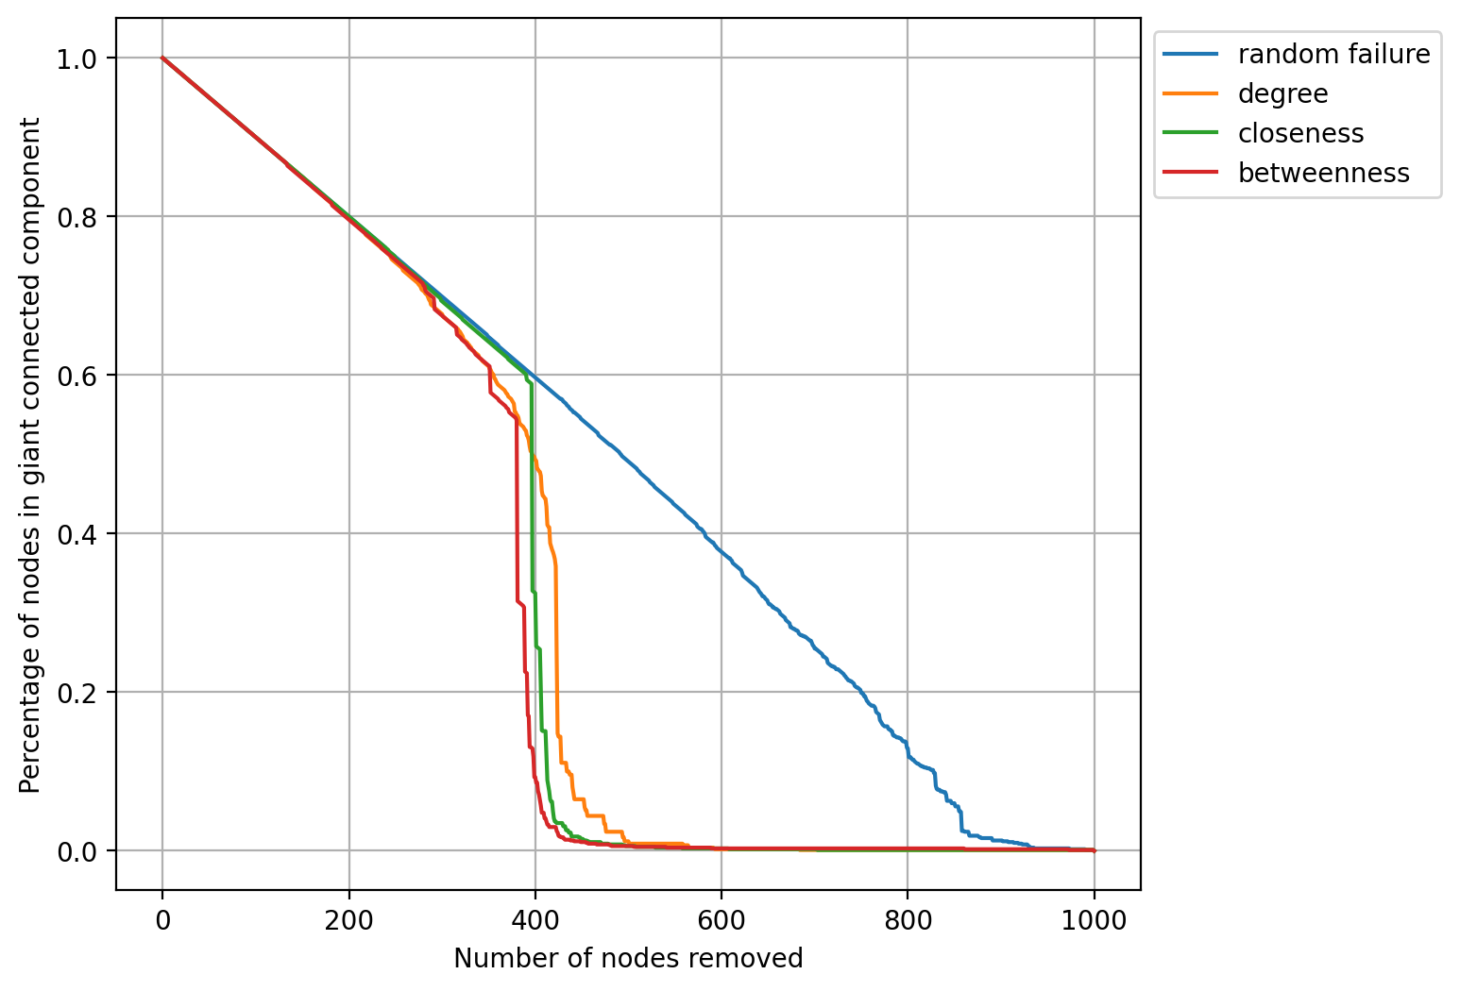 1.0
0.8
0.6
0.4
0.2
0.0
Percentage of nodes in giant connected component
0 200 400 600 800 1000
Number of nodes removed
random failure
degree
closeness
betweenness